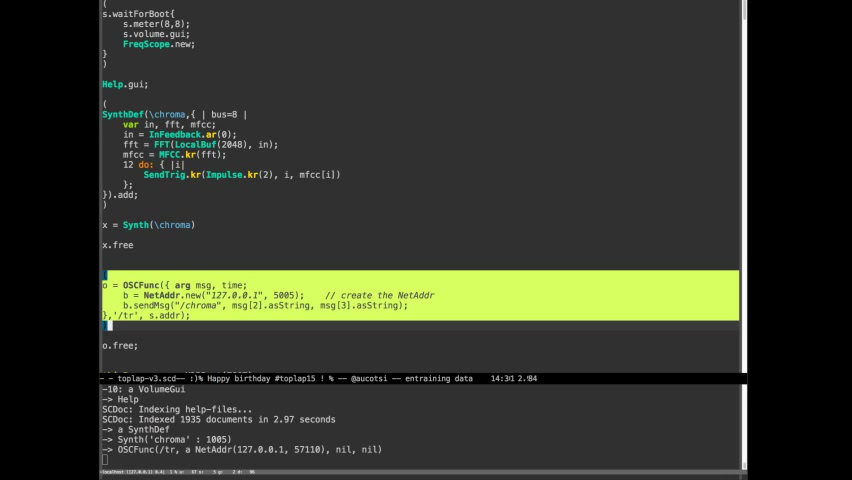 (
s.waitForBoot{
s.meter(8,8);
s.volume.gui;
FreqScope.new;
}
)
Help.gui;
(
SynthDef(\chroma,{ | bus=8 |
var in, fft, mfcc;
in = InFeedback.ar(0);
fft = FFT(LocalBuf(2048), in);
mfcc = MFCC.kr(fft);
12 do: { |i|
SendTrig.kr(Impulse.kr(2), i, mfcc[i])
};
}).add;
)
x = Synth(\chroma)
x.free
(
o = OSCFunc({ arg msg, time;
b = NetAddr.new("127.0.0.1", 5005); // create the NetAddr
b.sendMsg("/chroma", msg[2].asString, msg[3].asString);
},'/tr', s.addr);
)
o.free;
- - toplap-v3.scd-- :)% Happy birthday #toplap15 ! % -- @aucotsi -- entraining data 14:31 2.84
-10: a VolumeGui
-> Help
SCDoc: Indexing help-files...
SCDoc: Indexed 1935 documents in 2.97 seconds
-> a SynthDef
-> Synth('chroma' : 1005)
-> OSCFunc(/tr, a NetAddr(127.0.0.1, 57110), nil, nil)